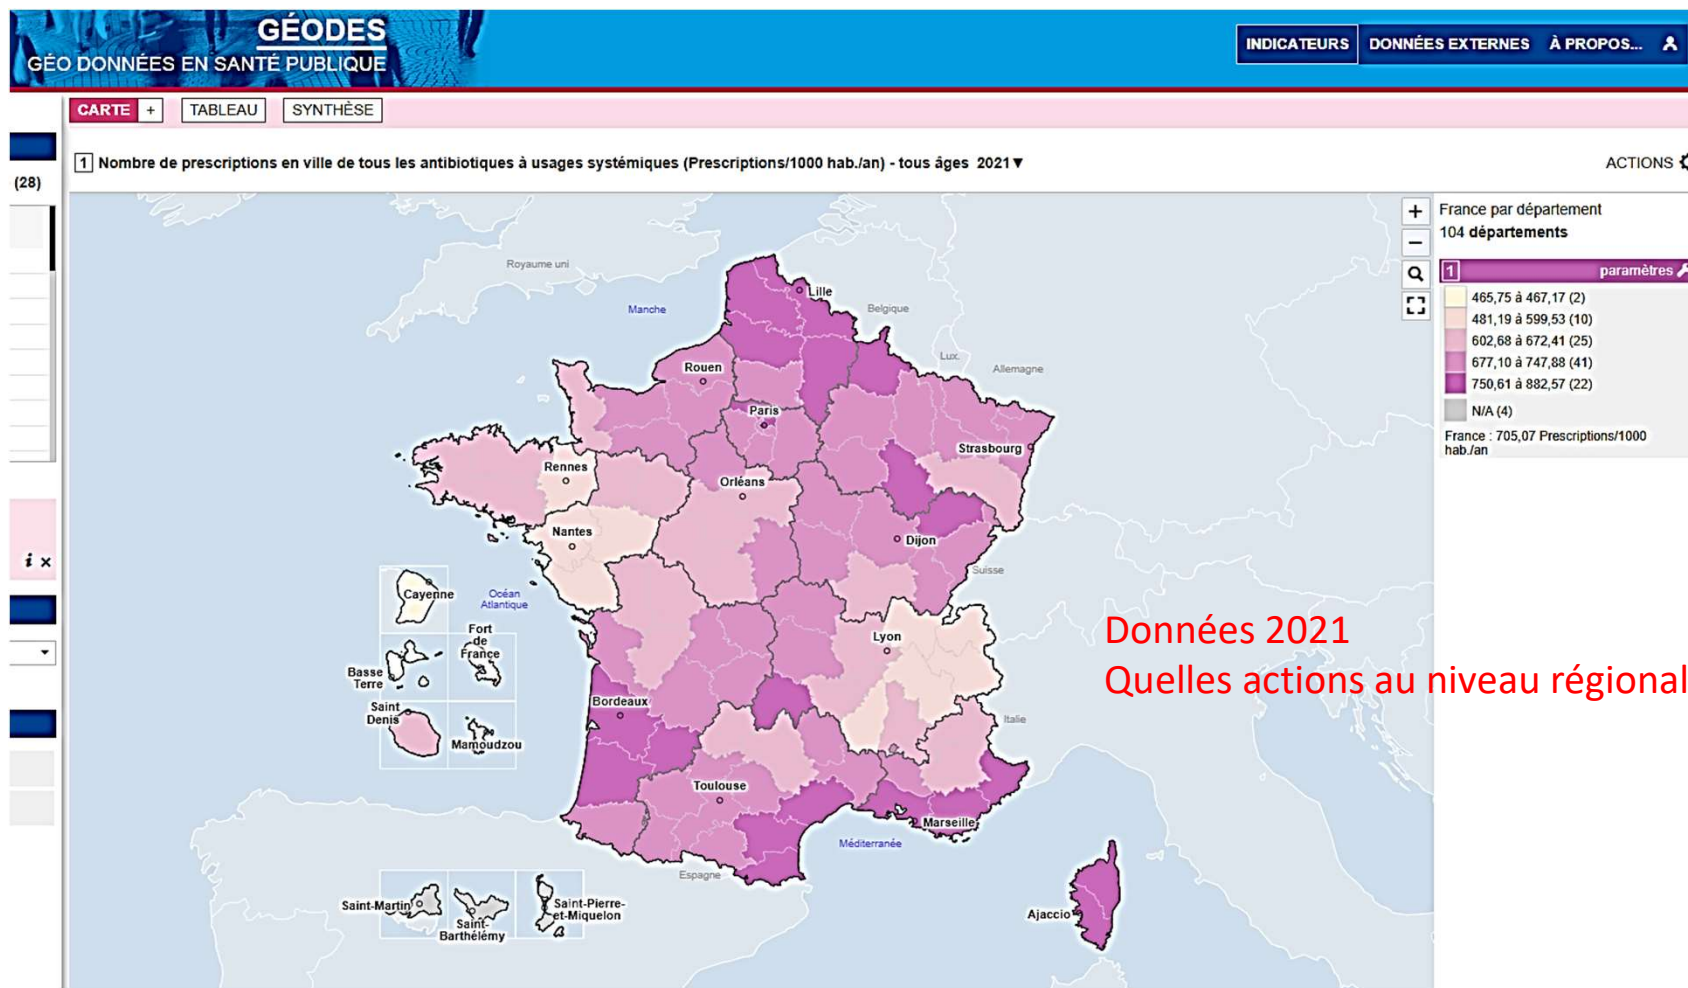 GÉODES
GÉO DONNÉES EN SANTÉ PUBLIQUE
INDICATEURS DONNÉES EXTERNES À PROPOS...
CARTE + TABLEAU SYNTHÈSE
1 Nombre de prescriptions en ville de tous les antibiotiques à usages systémiques (Prescriptions/1000 hab./an) - tous âges 2021▼
ACTIONS
(28)
i ×
France par département
104 départements
1 paramètres
465,75 à 467,17 (2)
481,19 à 599,53 (10)
602,68 à 672,41 (25)
677,10 à 747,88 (41)
750,61 à 882,57 (22)
N/A (4)
France : 705,07 Prescriptions/1000
hab./an
+
−
Royaume uni
Manche
Lille
Belgique
Lux.
Allemagne
Rouen
Paris
Strasbourg
Rennes
Orléans
Nantes
Dijon
Suisse
Cayenne
Océan
Atlantique
Fort
de
France
Basse
Terre
Lyon
Saint
Denis
Mamoudzou
Bordeaux
Italie
Toulouse
Marseille
Méditerranée
Espagne
Saint-Martin
Saint-
Barthélémy
Saint-Pierre-
et-Miquelon
Ajaccio
Données 2021
Quelles actions au niveau régional